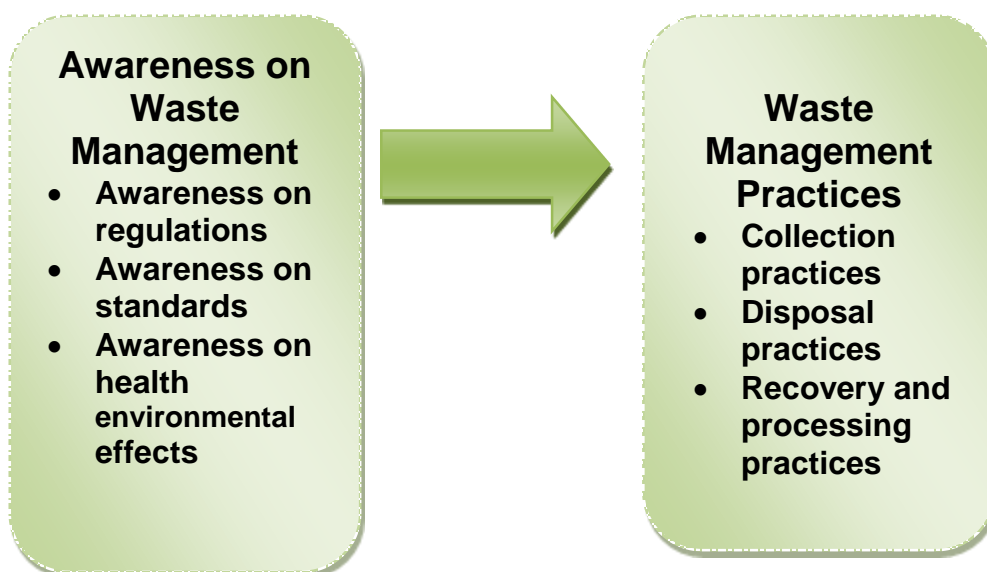 Awareness on
Waste
Management
• Awareness on
regulations
• Awareness on
standards
• Awareness on
health
environmental
effects
Waste
Management
Practices
• Collection
practices
• Disposal
practices
• Recovery and
processing
practices